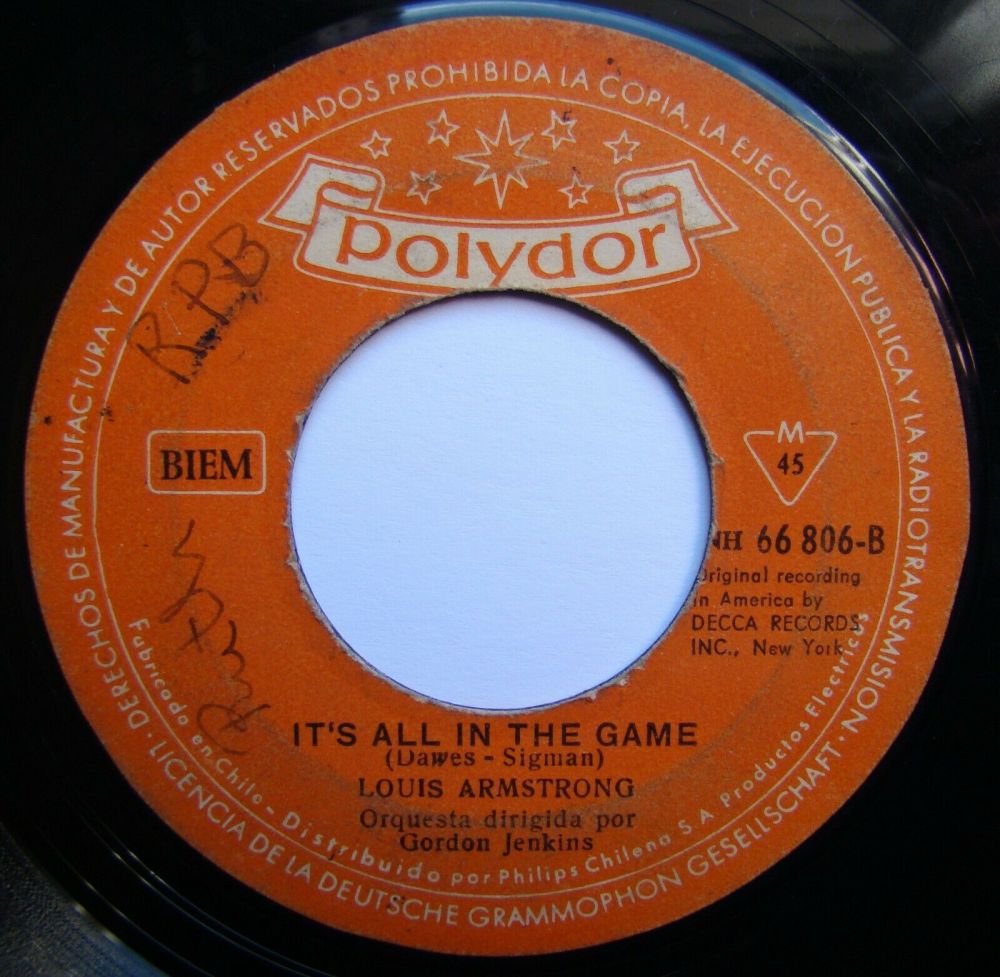 DERECHOS DE MANUFACTURA Y DE AUTOR RESERVADOS PROHIBIDA LA COPIA, LA EJECUCION PUBLICA Y LA RADIOTRANSMISION · LICENCIA DE LA DEUTSCHE GRAMMOPHON GESELLSCHAFT ·
polydor
R.P.B
BIEM
M
45
NH 66 806-B
Original recording
in America by
DECCA RECORDS
INC., New York
IT'S ALL IN THE GAME
(Dawes - Sigman)
LOUIS ARMSTRONG
Orquesta dirigida por
Gordon Jenkins
Fabricado en Chile - Distribuido por Philips Chilena S A Productos Electricos